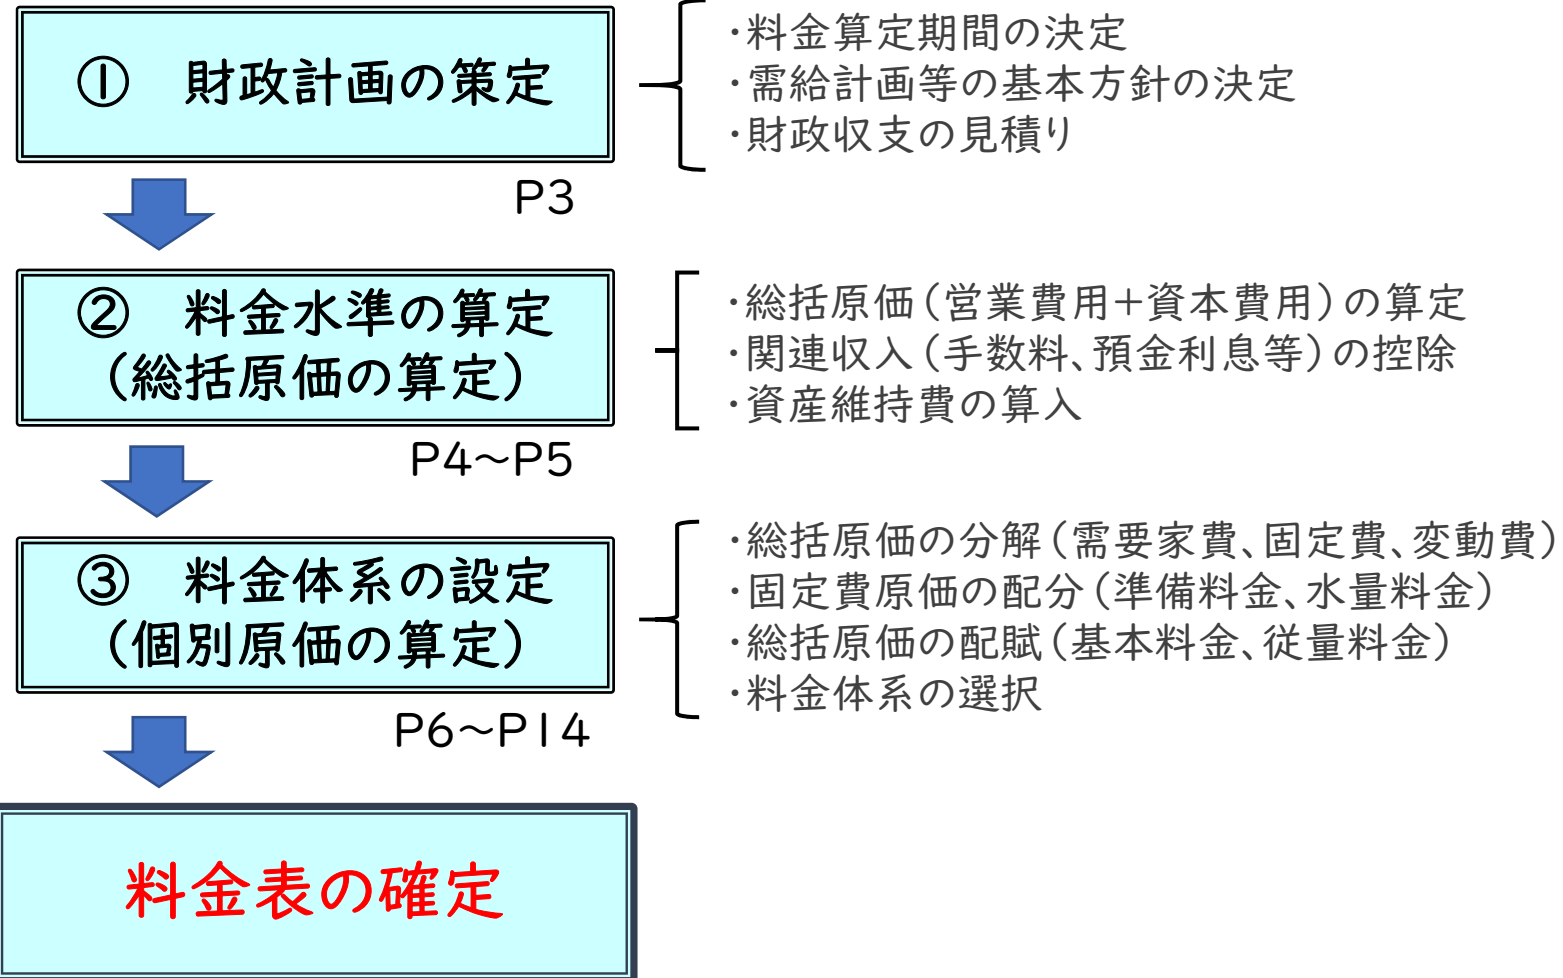 ① 財政計画の策定
・料金算定期間の決定
・需給計画等の基本方針の決定
・財政収支の見積り
P3
② 料金水準の算定
(総括原価の算定)
・総括原価(営業費用+資本費用)の算定
・関連収入(手数料、預金利息等)の控除
・資産維持費の算入
P4～P5
③ 料金体系の設定
(個別原価の算定)
・総括原価の分解(需要家費、固定費、変動費)
・固定費原価の配分(準備料金、水量料金)
・総括原価の配賦(基本料金、従量料金)
・料金体系の選択
P6～P14
料金表の確定